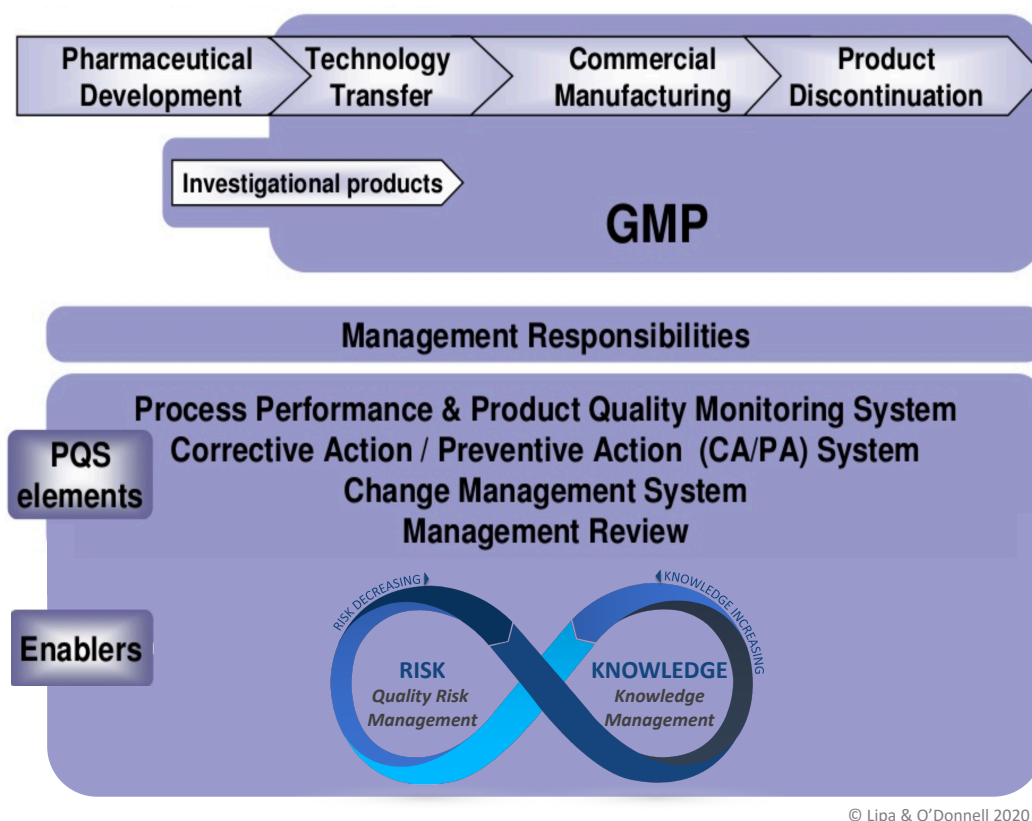 Pharmaceutical
Development
Technology
Transfer
Commercial
Manufacturing
Product
Discontinuation
Investigational products
GMP
Management Responsibilities
Process Performance & Product Quality Monitoring System
Corrective Action / Preventive Action (CA/PA) System
Change Management System
Management Review
PQS
elements
Enablers
RISK DECREASING
KNOWLEDGE INCREASING
RISK
Quality Risk
Management
KNOWLEDGE
Knowledge
Management
© Lipa & O'Donnell 2020